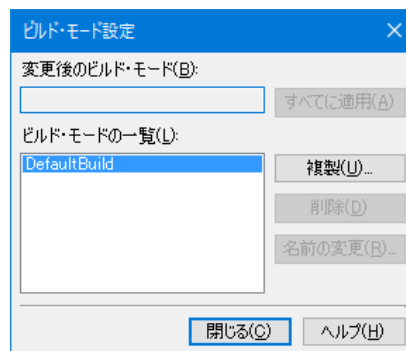 ビルド・モード設定
変更後のビルド・モード(B):
すべてに適用(A)
ビルド・モードの一覧(L):
DefaultBuild
複製(U)...
削除(D)
名前の変更(R)...
閉じる(C)
ヘルプ(H)